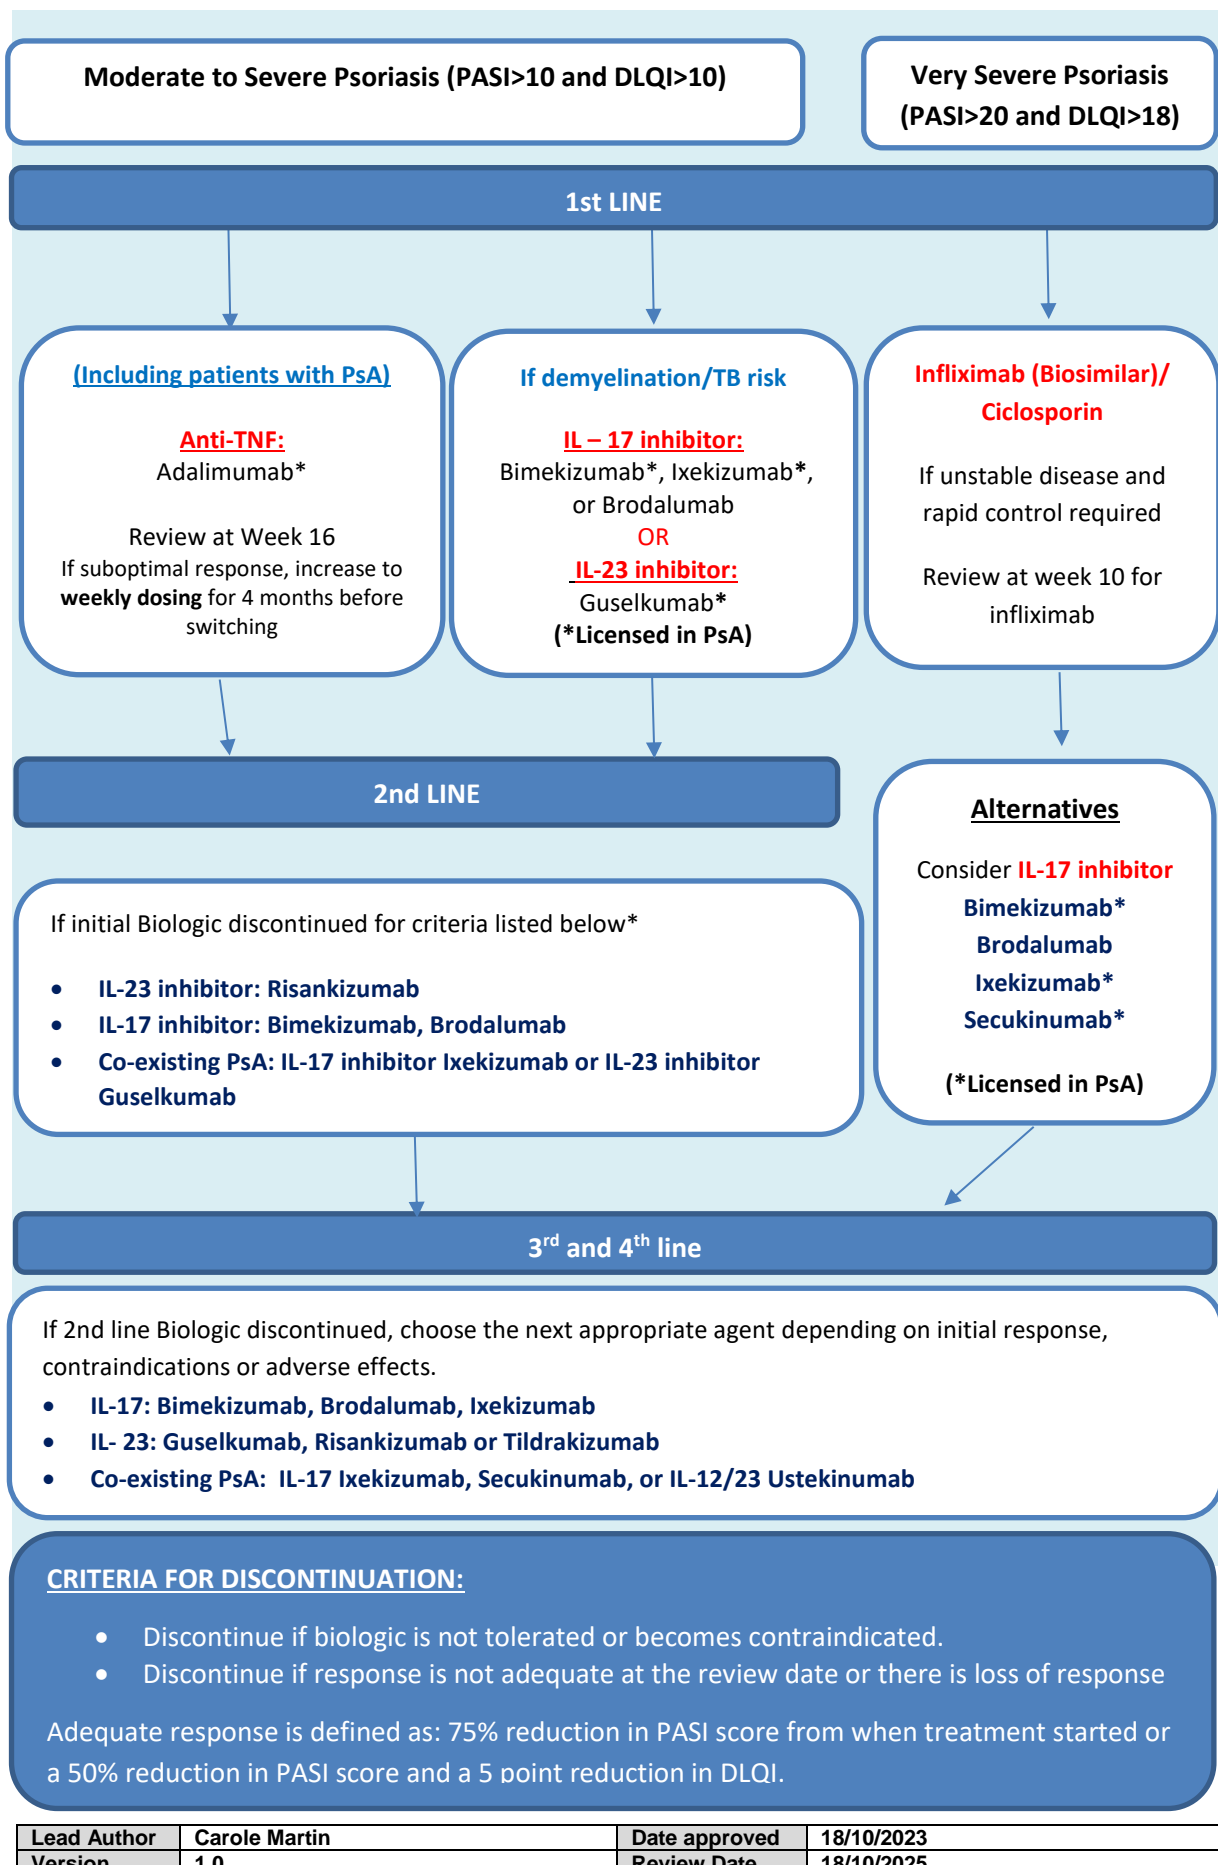 Moderate to Severe Psoriasis (PASI>10 and DLQI>10)
Very Severe Psoriasis
(PASI>20 and DLQI>18)
1st LINE
(Including patients with PsA)
Anti-TNF:
Adalimumab*
Review at Week 16
If suboptimal response, increase to
weekly dosing for 4 months before
switching
If demyelination/TB risk
IL – 17 inhibitor:
Bimekizumab*, Ixekizumab*,
or Brodalumab
OR
IL-23 inhibitor:
Guselkumab*
(*Licensed in PsA)
Infliximab (Biosimilar)/
Ciclosporin
If unstable disease and
rapid control required
Review at week 10 for
infliximab
2nd LINE
If initial Biologic discontinued for criteria listed below*
• IL-23 inhibitor: Risankizumab
• IL-17 inhibitor: Bimekizumab, Brodalumab
• Co-existing PsA: IL-17 inhibitor Ixekizumab or IL-23 inhibitor
Guselkumab
Alternatives
Consider IL-17 inhibitor
Bimekizumab*
Brodalumab
Ixekizumab*
Secukinumab*
(*Licensed in PsA)
3rd and 4th line
If 2nd line Biologic discontinued, choose the next appropriate agent depending on initial response,
contraindications or adverse effects.
• IL-17: Bimekizumab, Brodalumab, Ixekizumab
• IL- 23: Guselkumab, Risankizumab or Tildrakizumab
• Co-existing PsA: IL-17 Ixekizumab, Secukinumab, or IL-12/23 Ustekinumab
CRITERIA FOR DISCONTINUATION:
• Discontinue if biologic is not tolerated or becomes contraindicated.
• Discontinue if response is not adequate at the review date or there is loss of response
Adequate response is defined as: 75% reduction in PASI score from when treatment started or
a 50% reduction in PASI score and a 5 point reduction in DLQI.
Lead Author Carole Martin Date approved 18/10/2023
Version 1.0 Review Date 18/10/2025